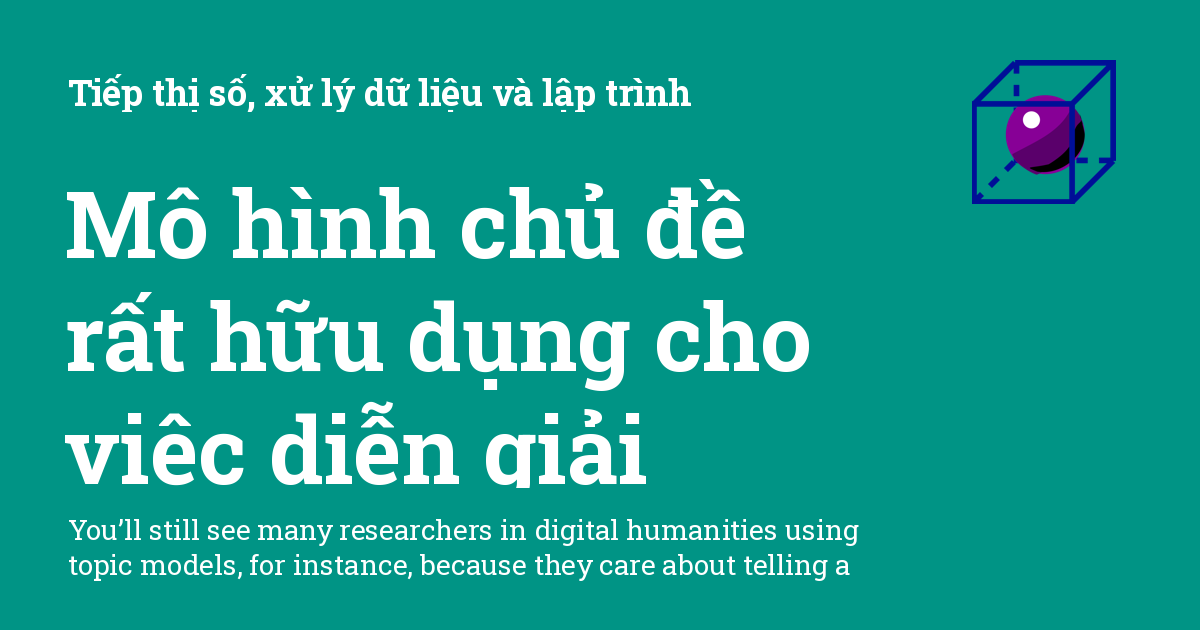 Tiếp thị số, xử lý dữ liệu và lập trình
Mô hình chủ đề
rất hữu dụng cho
việc diễn giải
You’ll still see many researchers in digital humanities using
topic models, for instance, because they care about telling a